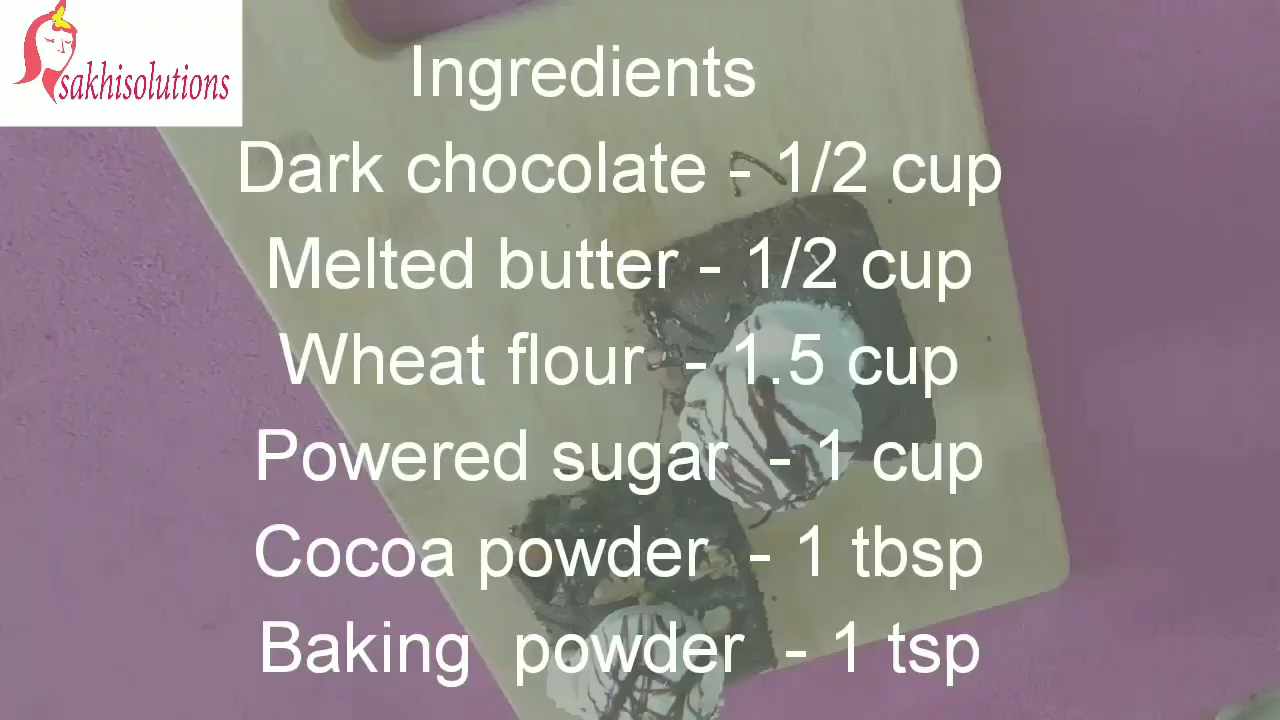 sakhisolutions
Ingredients
Dark chocolate - 1/2 cup
Melted butter - 1/2 cup
Wheat flour - 1.5 cup
Powered sugar - 1 cup
Cocoa powder - 1 tbsp
Baking powder - 1 tsp